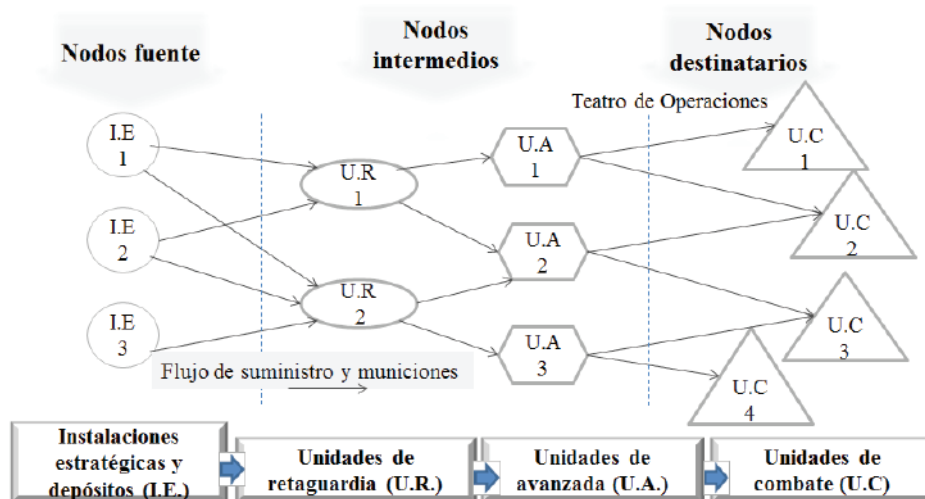 Nodos fuente
Nodos
intermedios
Nodos
destinatarios
Teatro de Operaciones
I.E
1
I.E
2
I.E
3
U.R
1
U.R
2
U.A
1
U.A
2
U.A
3
U.C
1
U.C
2
U.C
3
U.C
4
Flujo de suministro y municiones
Instalaciones
estratégicas y
depósitos (I.E.)
Unidades de
retaguardia (U.R.)
Unidades de
avanzada (U.A.)
Unidades de
combate (U.C)